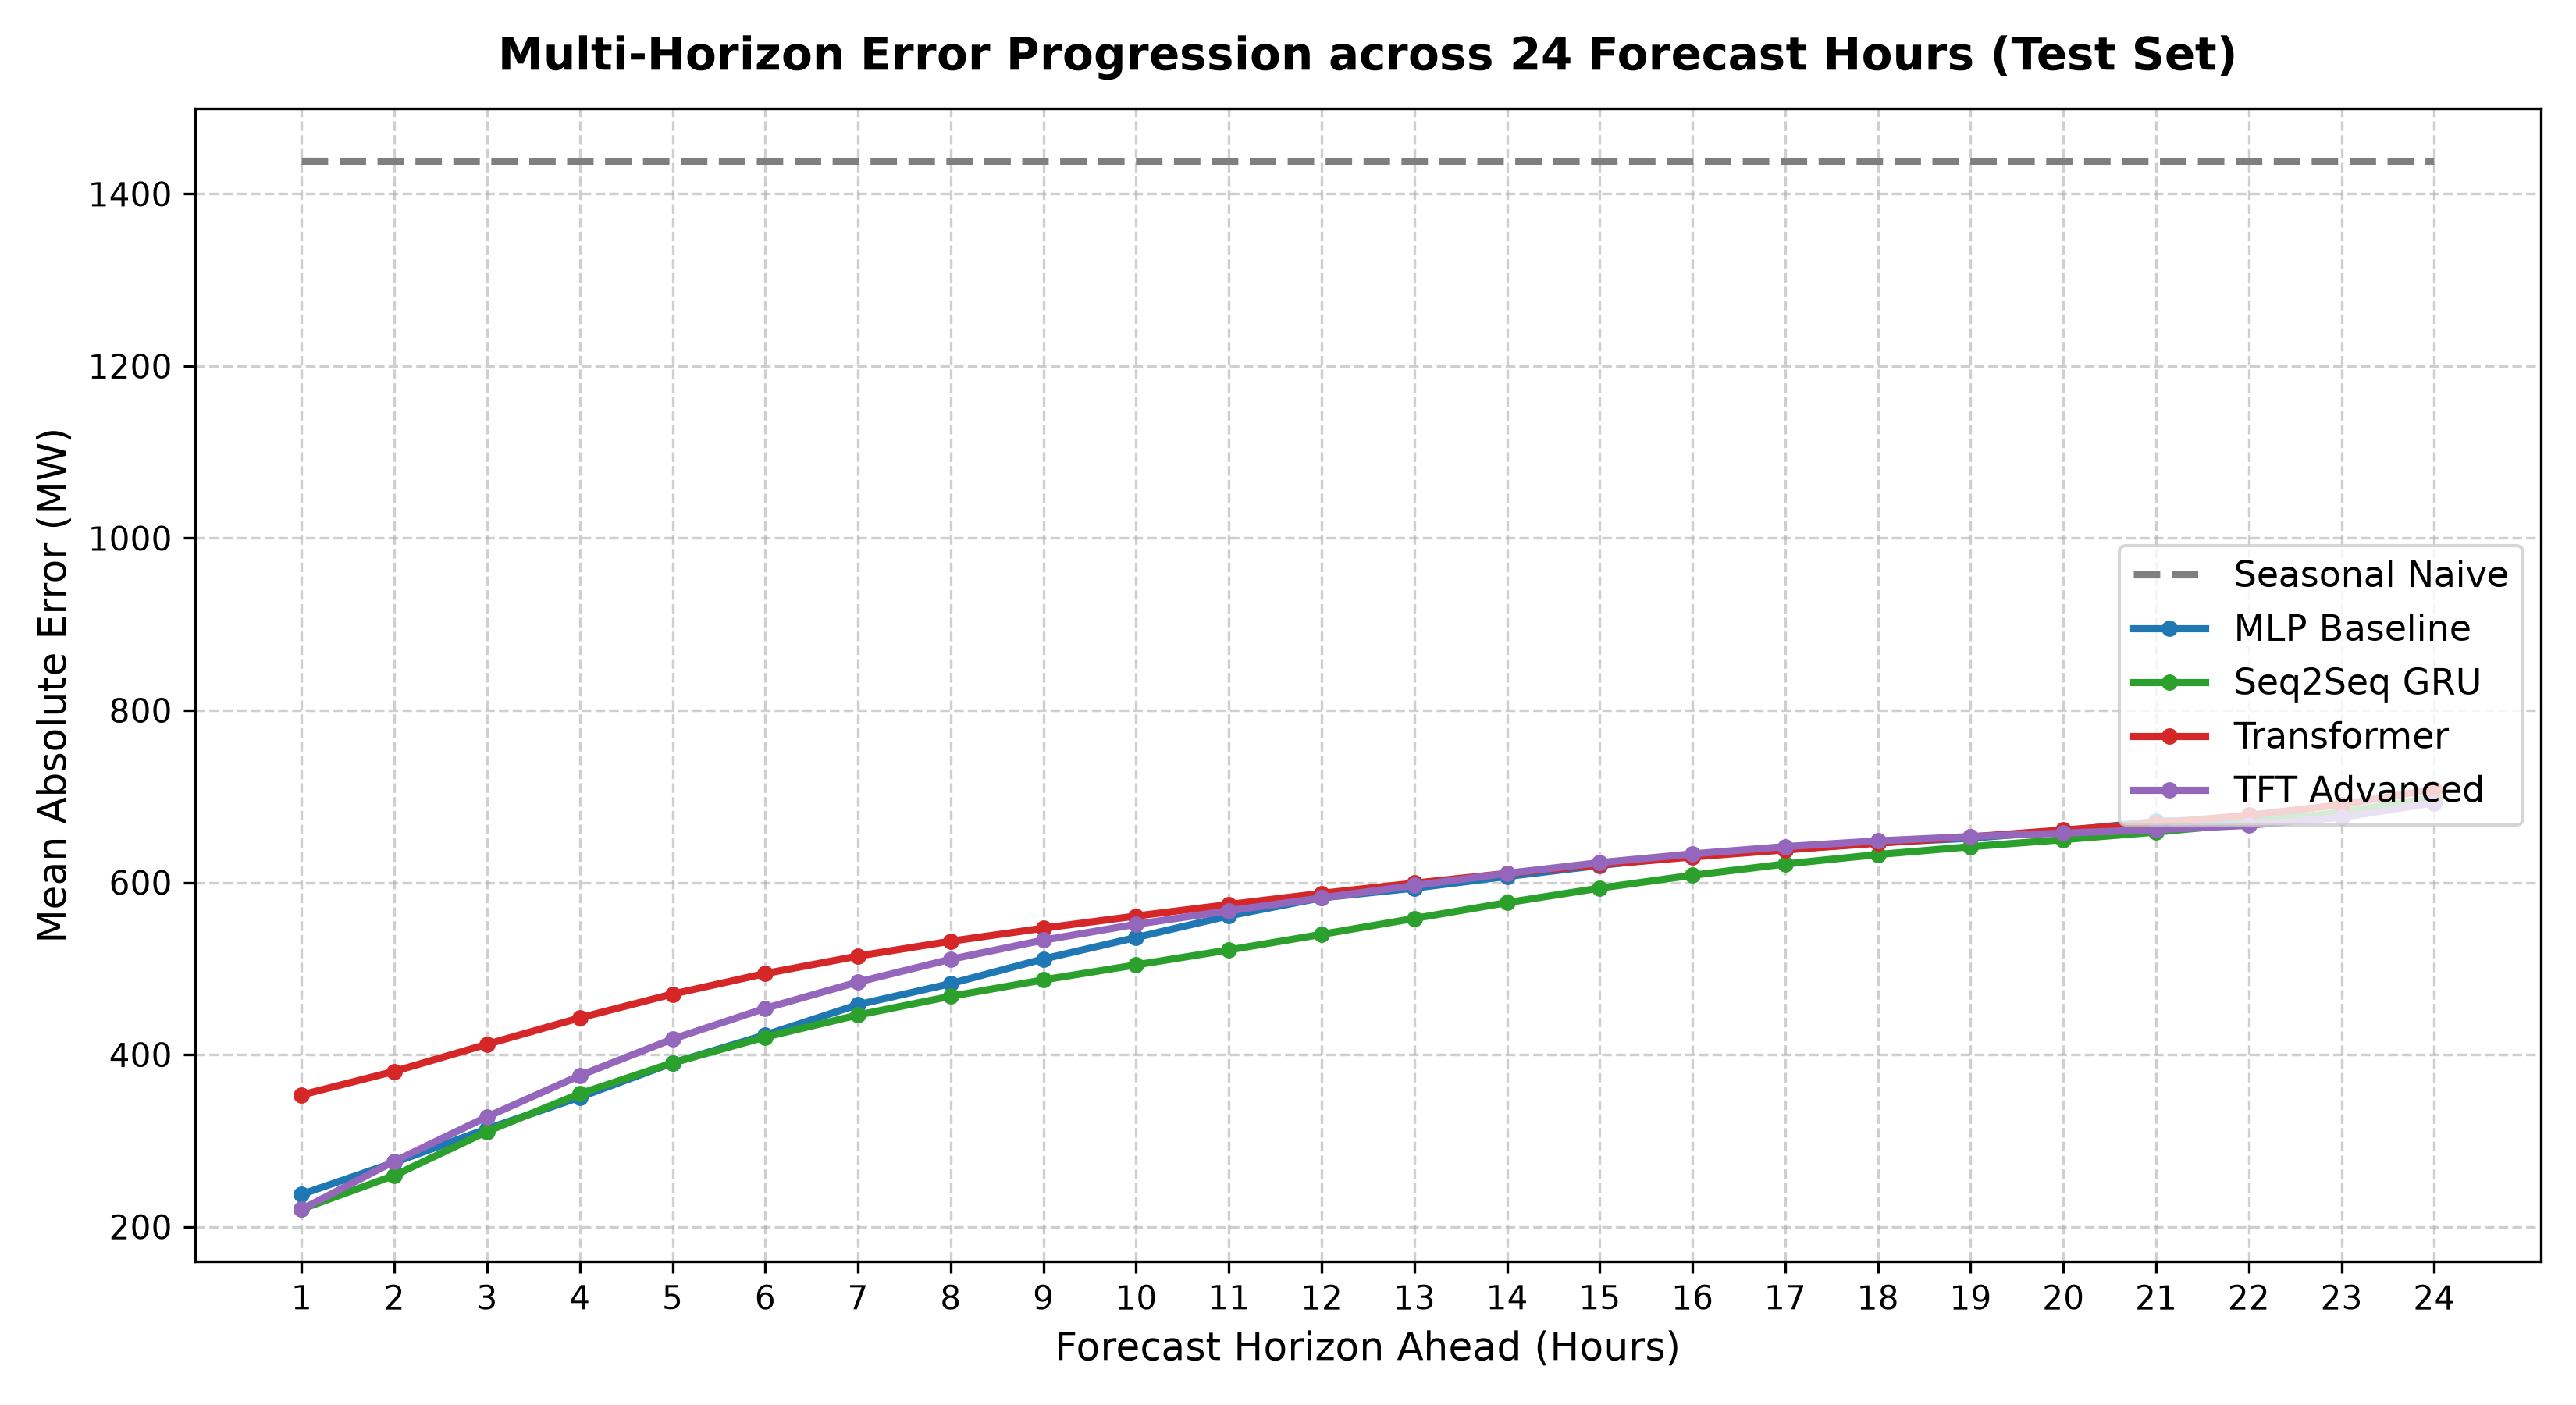 Multi-Horizon Error Progression across 24 Forecast Hours (Test Set)
Mean Absolute Error (MW)
1400
1200
1000
800
600
400
200
Seasonal Naive
MLP Baseline
Seq2Seq GRU
Transformer
TFT Advanced
1 2 3 4 5 6 7 8 9 10 11 12 13 14 15 16 17 18 19 20 21 22 23 24
Forecast Horizon Ahead (Hours)